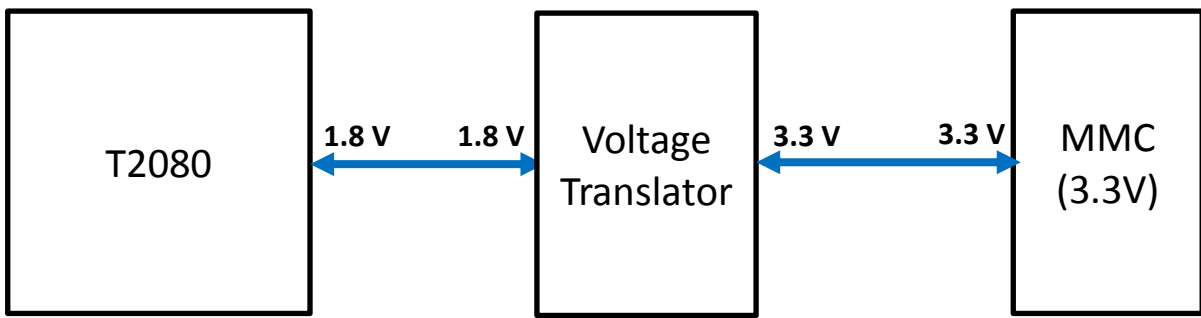 T2080
1.8 V
1.8 V
Voltage
Translator
3.3 V
3.3 V
MMC
(3.3V)